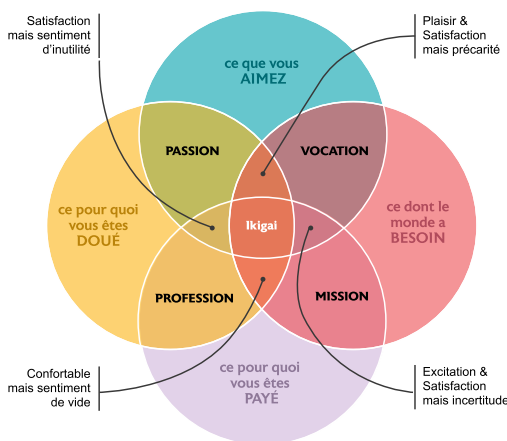 Satisfaction
mais sentiment
d'inutilité
Plaisir &
Satisfaction
mais précarité
ce que vous
AIMEZ
PASSION
VOCATION
ce pour quoi
vous êtes
DOUÉ
Ikigai
ce dont le
monde a
BESOIN
PROFESSION
MISSION
ce pour quoi
vous êtes
PAYÉ
Confortable
mais sentiment
de vide
Excitation &
Satisfaction
mais incertitude